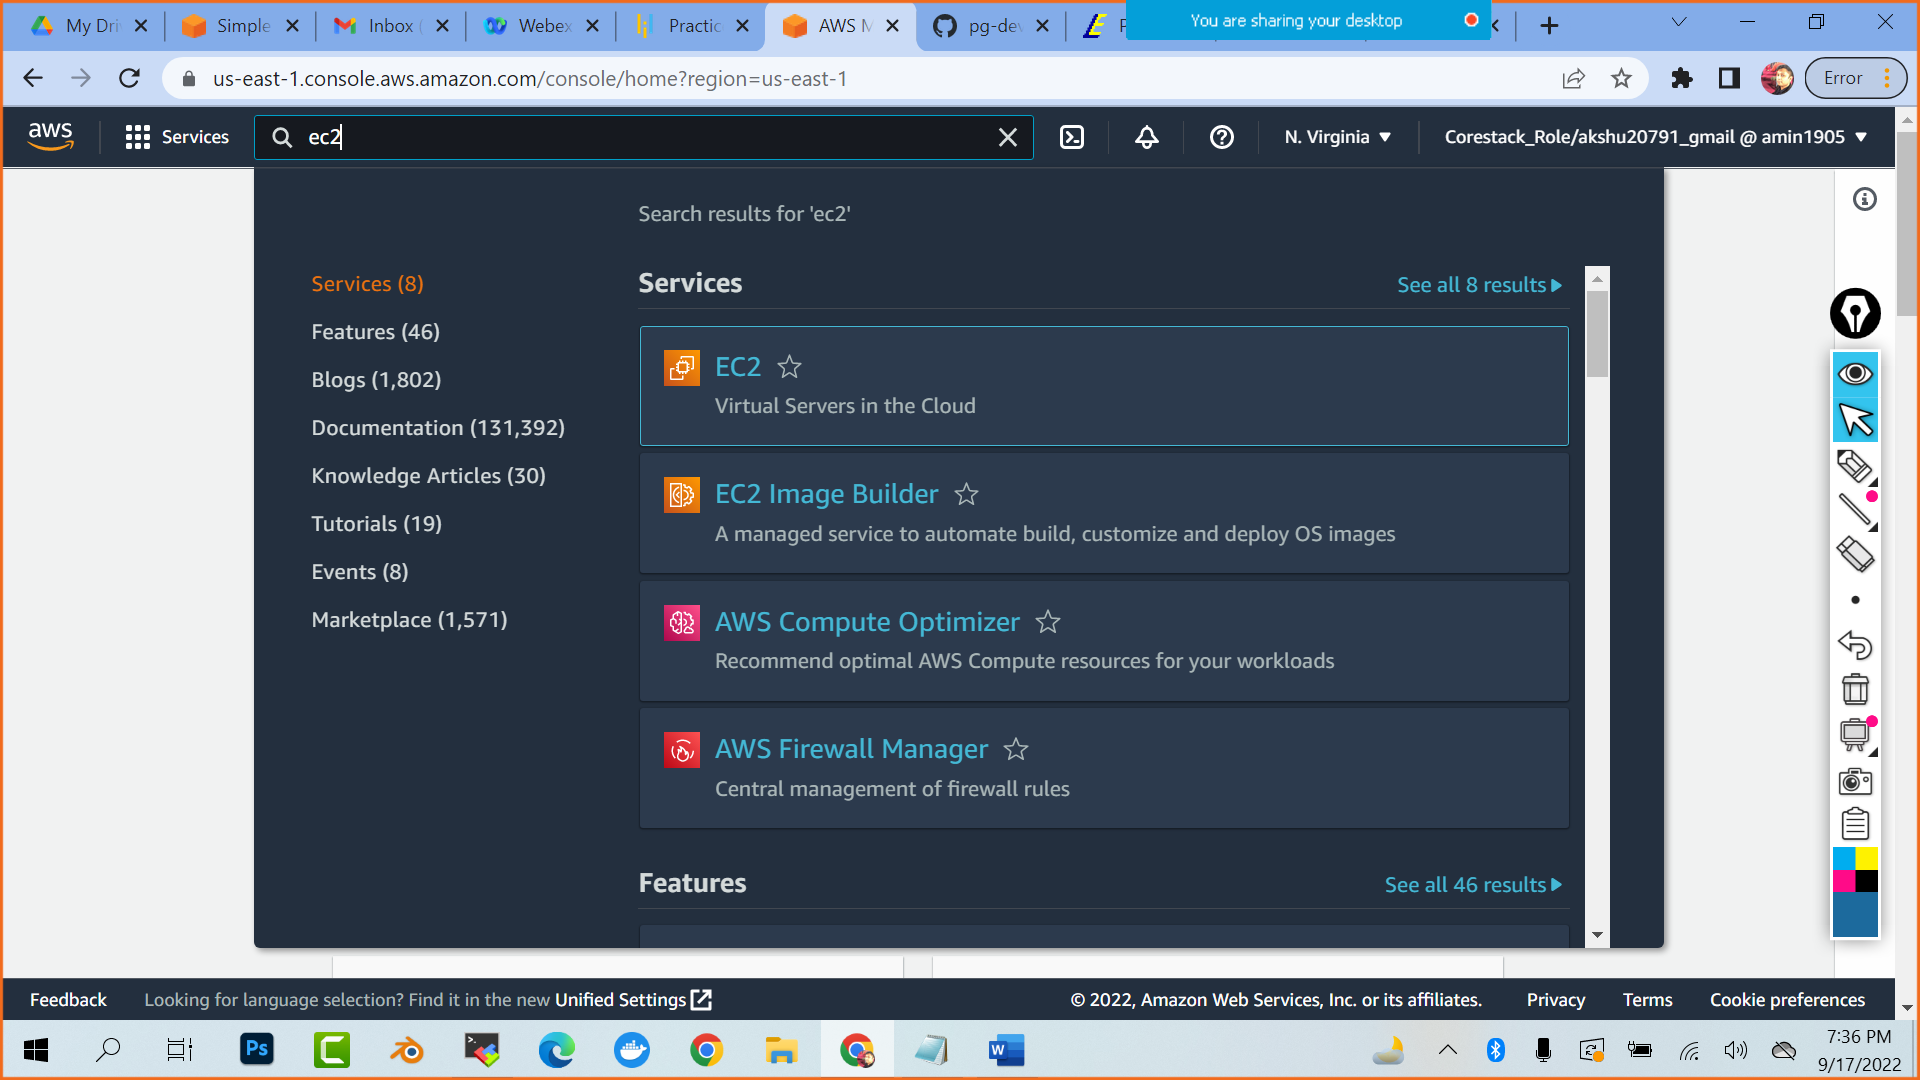 My Dri
Simple
Inbox (
Webex
Practic
AWS M
pg-dev
You are sharing your desktop
us-east-1.console.aws.amazon.com/console/home?region=us-east-1
Error
aws
Services
ec2
N. Virginia
Corestack_Role/akshu20791_gmail @ amin1905
Search results for 'ec2'
Services (8)
Features (46)
Blogs (1,802)
Documentation (131,392)
Knowledge Articles (30)
Tutorials (19)
Events (8)
Marketplace (1,571)
Services
See all 8 results
EC2
Virtual Servers in the Cloud
EC2 Image Builder
A managed service to automate build, customize and deploy OS images
AWS Compute Optimizer
Recommend optimal AWS Compute resources for your workloads
AWS Firewall Manager
Central management of firewall rules
Features
See all 46 results
Feedback
Looking for language selection? Find it in the new Unified Settings
© 2022, Amazon Web Services, Inc. or its affiliates.
Privacy
Terms
Cookie preferences
Ps
W
7:36 PM
9/17/2022